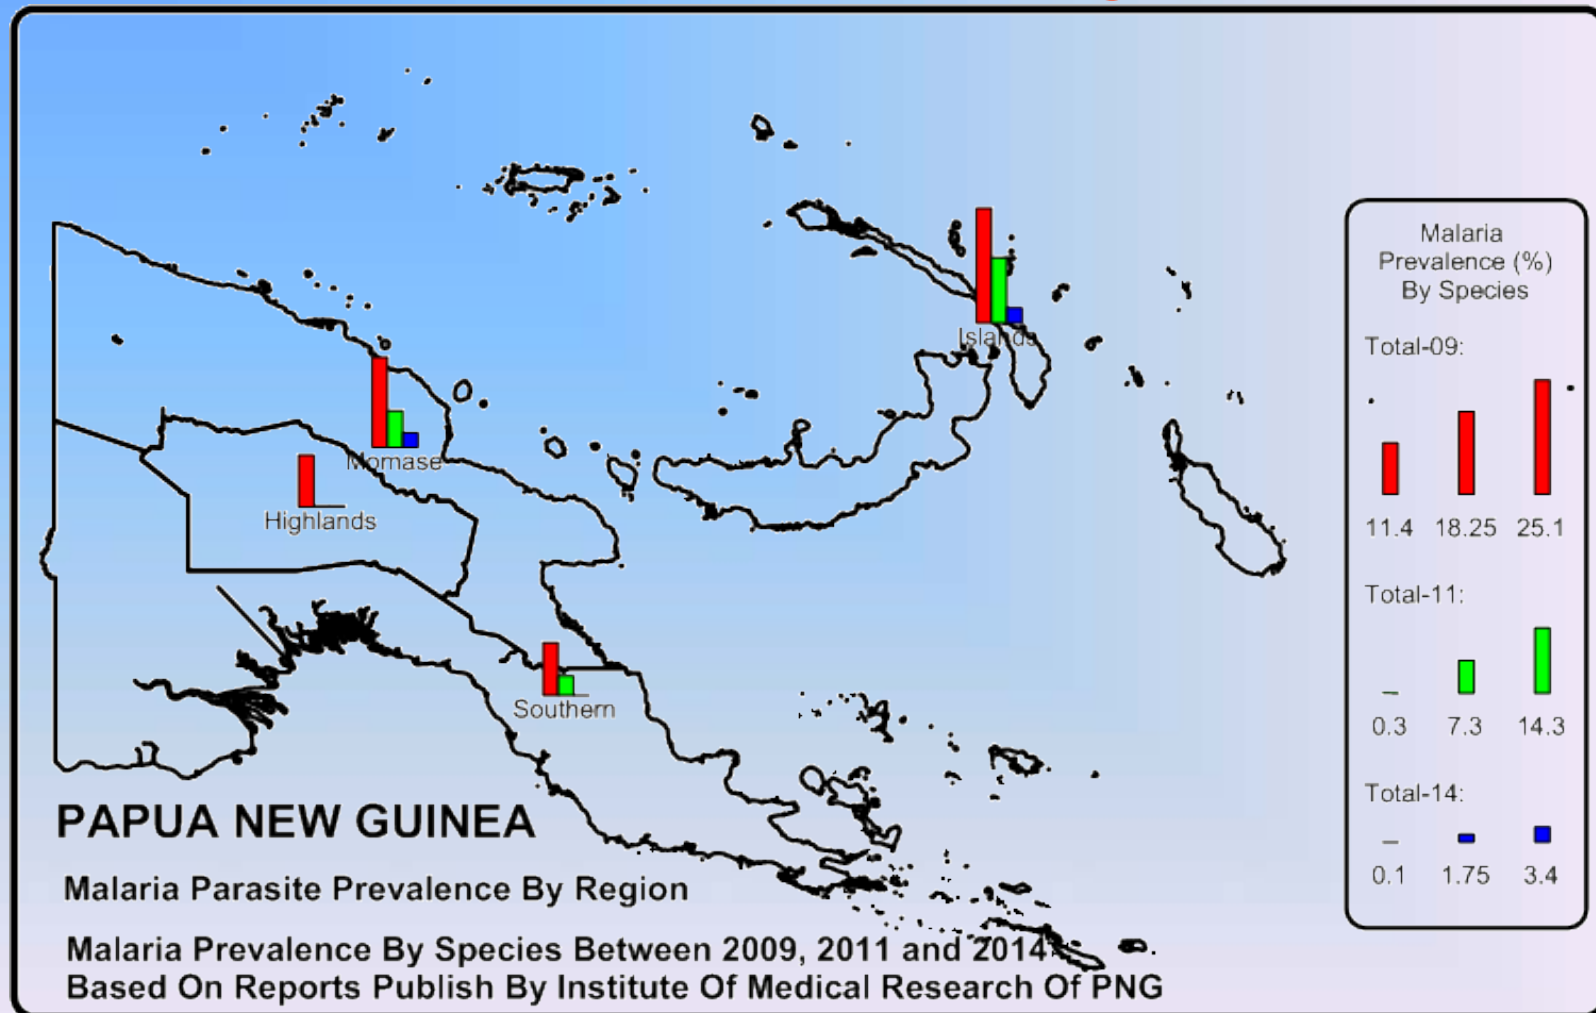 Islands
Momase
Highlands
Southern
PAPUA NEW GUINEA
Malaria Parasite Prevalence By Region
Malaria Prevalence By Species Between 2009, 2011 and 2014
Based On Reports Publish By Institute Of Medical Research Of PNG
Malaria
Prevalence (%)
By Species
Total-09:
11.4 18.25 25.1
Total-11:
0.3 7.3 14.3
Total-14:
0.1 1.75 3.4